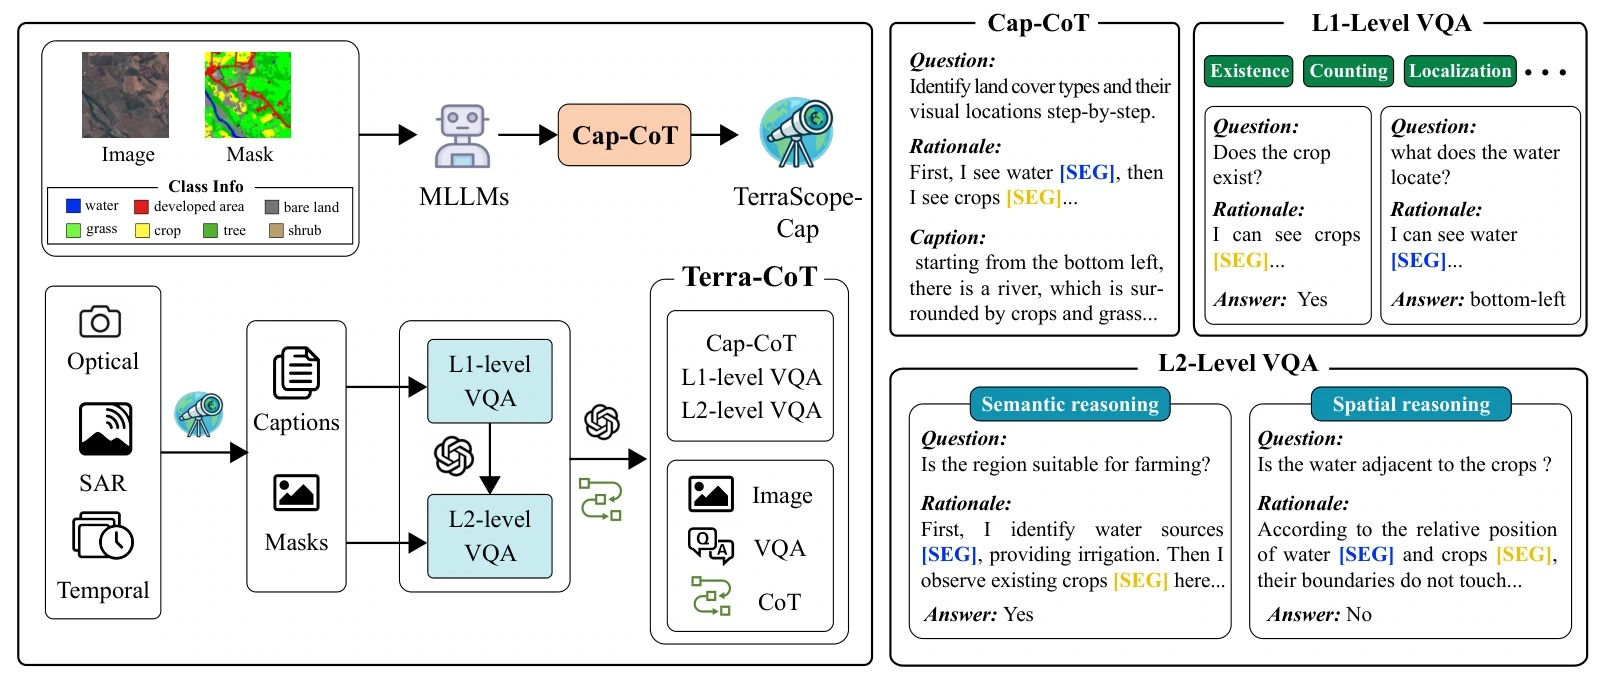 Image
Mask
Class Info
water
developed area
bare land
grass
crop
tree
shrub
MLLMs
Cap-CoT
TerraScope-
Cap
Optical
SAR
Temporal
Captions
Masks
L1-level
VQA
L2-level
VQA
Terra-CoT
Cap-CoT
L1-level VQA
L2-level VQA
Image
Q
A
VQA
CoT
Cap-CoT
Question:
Identify land cover types and their
visual locations step-by-step.
Rationale:
First, I see water [SEG], then
I see crops [SEG]...
Caption:
starting from the bottom left,
there is a river, which is sur-
rounded by crops and grass...
L1-Level VQA
Existence
Counting
Localization
• • •
Question:
Does the crop
exist?
Rationale:
I can see crops
[SEG]...
Answer: Yes
Question:
what does the water
locate?
Rationale:
I can see water
[SEG]...
Answer: bottom-left
L2-Level VQA
Semantic reasoning
Question:
Is the region suitable for farming?
Rationale:
First, I identify water sources
[SEG], providing irrigation. Then I
observe existing crops [SEG] here...
Answer: Yes
Spatial reasoning
Question:
Is the water adjacent to the crops ?
Rationale:
According to the relative position
of water [SEG] and crops [SEG],
their boundaries do not touch...
Answer: No